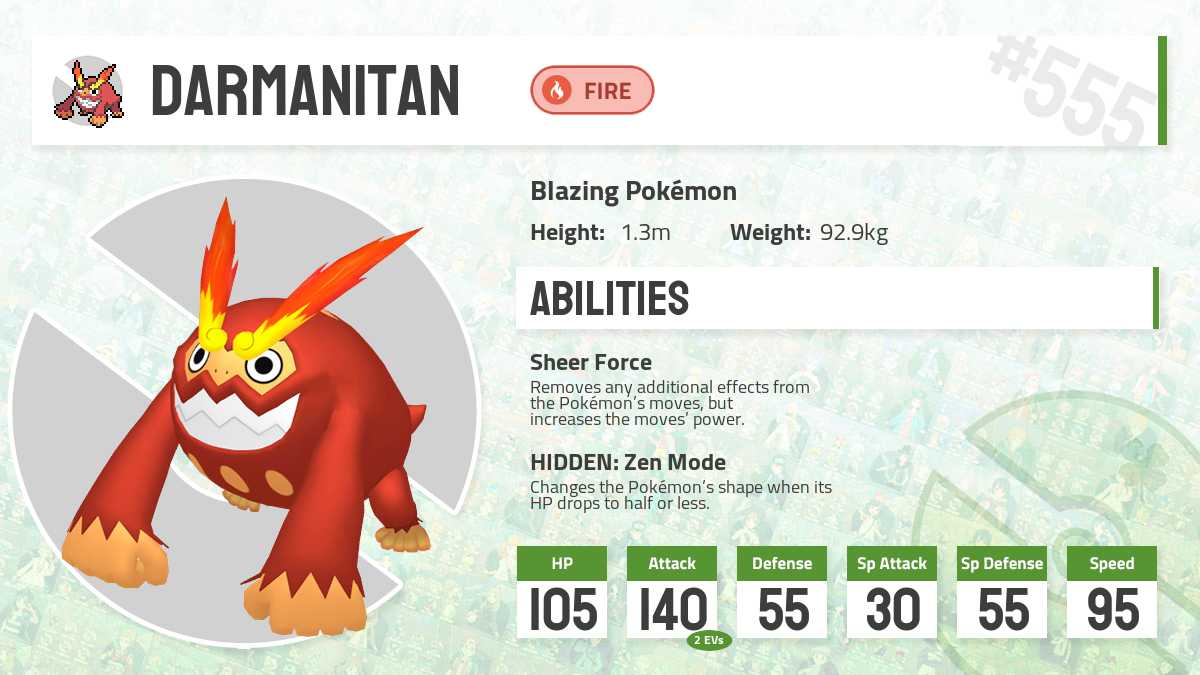 DARMANITAN
FIRE
#555
Blazing Pokémon
Height: 1.3m Weight: 92.9kg
ABILITIES
Sheer Force
Removes any additional effects from
the Pokémon's moves, but
increases the moves' power.
HIDDEN: Zen Mode
Changes the Pokémon's shape when its
HP drops to half or less.
HP Attack Defense Sp Attack Sp Defense Speed
105 140 55 30 55 95
2 EVs